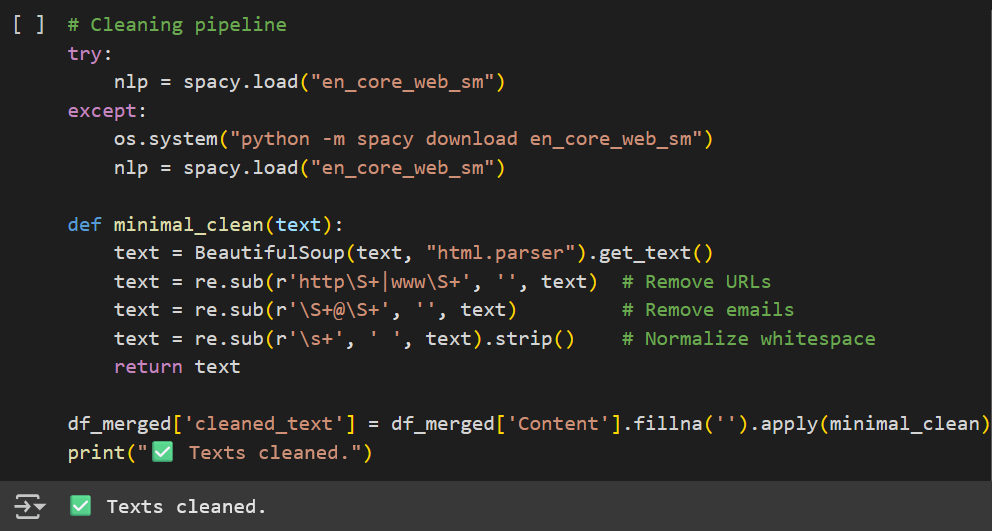 [ ] # Cleaning pipeline
try:
    nlp = spacy.load("en_core_web_sm")
except:
    os.system("python -m spacy download en_core_web_sm")
    nlp = spacy.load("en_core_web_sm")

def minimal_clean(text):
    text = BeautifulSoup(text, "html.parser").get_text()
    text = re.sub(r'http\S+|www\S+', '', text)  # Remove URLs
    text = re.sub(r'\S+@\S+', '', text)         # Remove emails
    text = re.sub(r'\s+', ' ', text).strip()    # Normalize whitespace
    return text

df_merged['cleaned_text'] = df_merged['Content'].fillna('').apply(minimal_clean)
print("✅ Texts cleaned.")
✅ Texts cleaned.